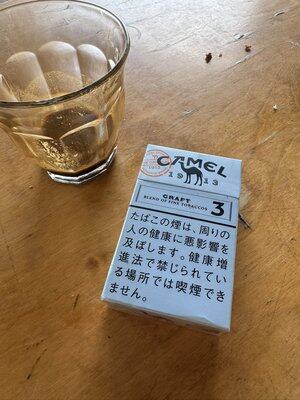 CAMEL
1913
CRAFT
BLEND OF FINE TOBACCOS
3
たばこの煙は、周りの
人の健康に悪影響を
及ぼします。健康増
進法で禁じられてい
る場所では喫煙でき
ません。